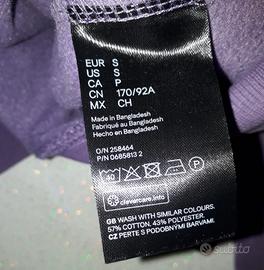 EUR S
US S
CA P
CN 170/92A
MX CH
Made in Bangladesh
Fabriqué au Bangladesh
Hecho en Bangladesh
O/N 258464
P/N 0685813 2
40
P
clevercare.info
GB WASH WITH SIMILAR COLOURS.
57% COTTON, 43% POLYESTER.
CZ PERTE S PODOBNÝMI BARVAMI.
subito